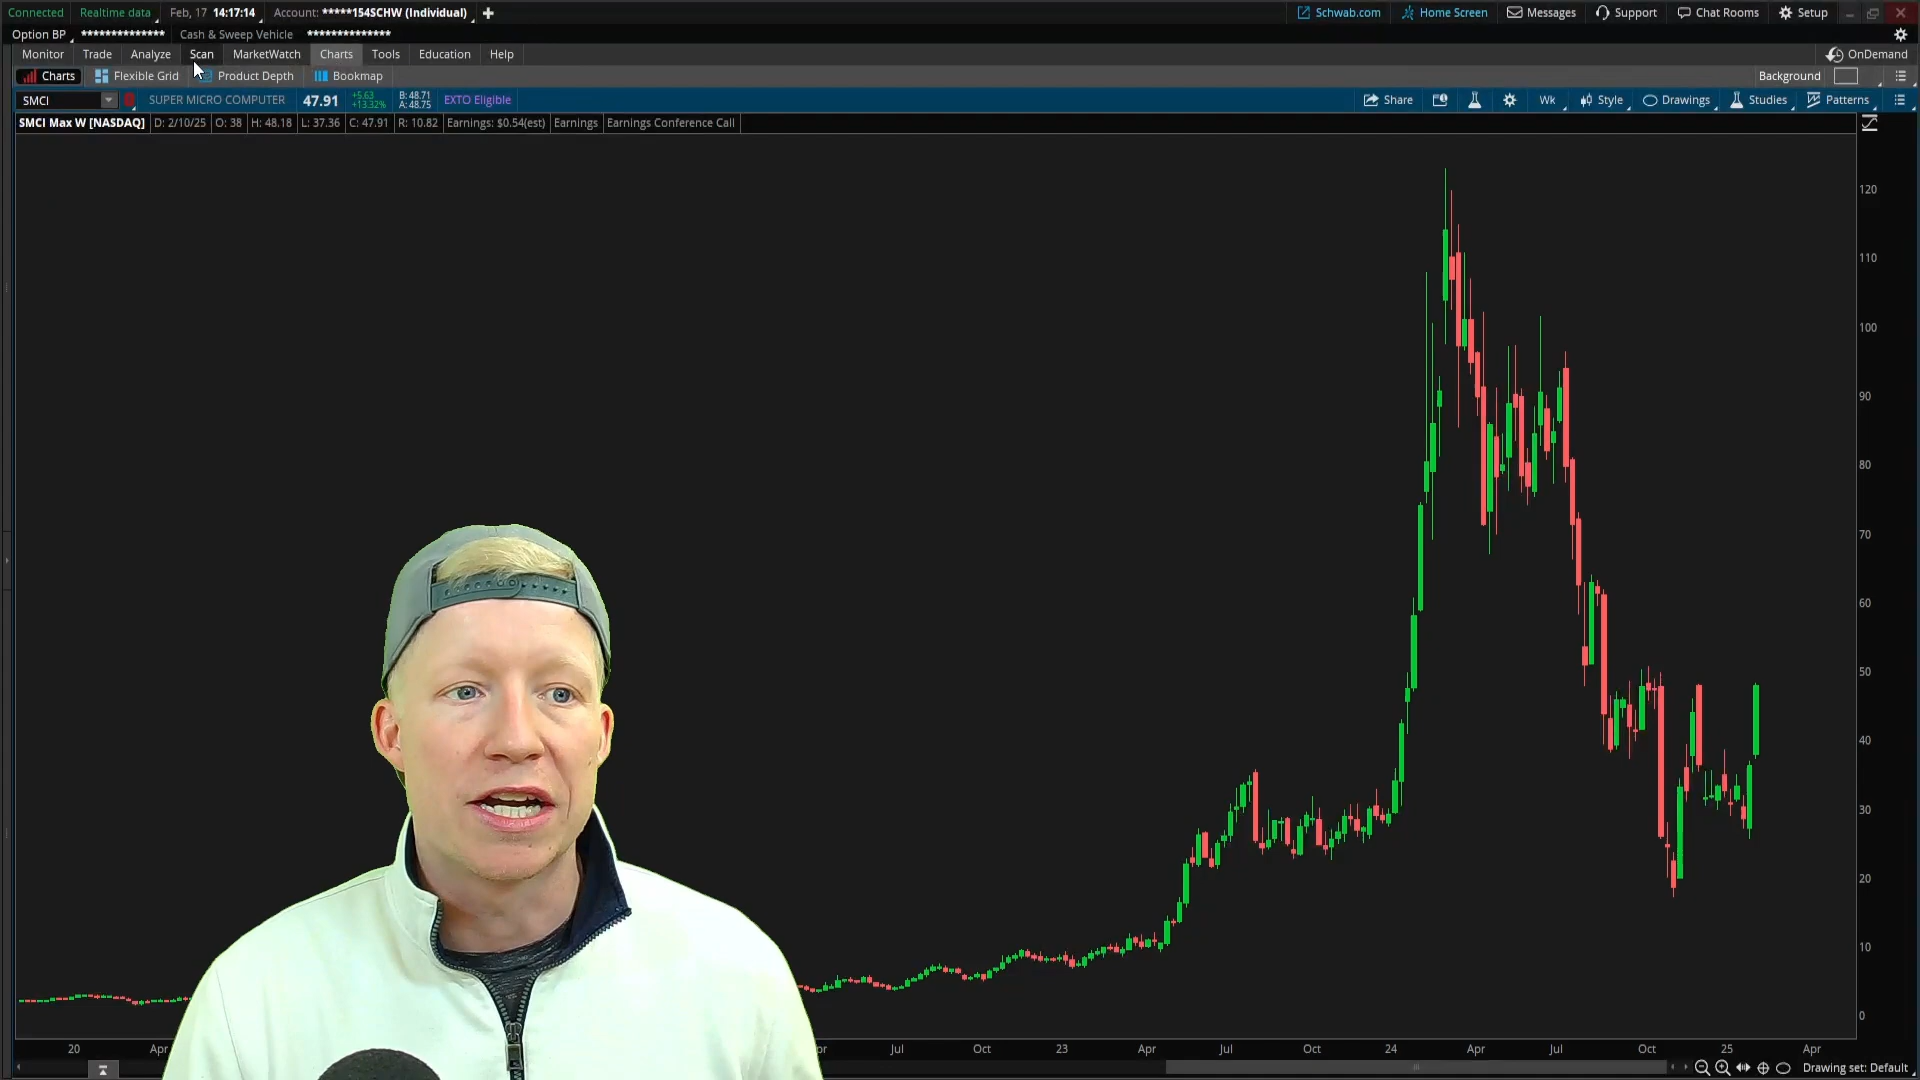 Connected Realtime data Feb, 17 14:17:14 Account: *****154SCHW (Individual) Schwab.com Home Screen Messages Support Chat Rooms Setup
Option BP ************** Cash & Sweep Vehicle **************
Monitor Trade Analyze Scan MarketWatch Charts Tools Education Help OnDemand
Charts Flexible Grid Product Depth Bookmap Background
SMCI SUPER MICRO COMPUTER 47.91 +5.63 +13.32% B: 48.71 A: 48.75 EXTO Eligible Share Wk Style Drawings Studies Patterns
SMCI Max W [NASDAQ] D: 2/10/25 O: 38 H: 48.18 L: 37.36 C: 47.91 R: 10.82 Earnings: $0.54(est) Earnings Earnings Conference Call
120
110
100
90
80
70
60
50
40
30
20
10
0
20 Ap Jul Oct 23 Apr Jul Oct 24 Apr Jul Oct 25 Apr
Drawing set: Default